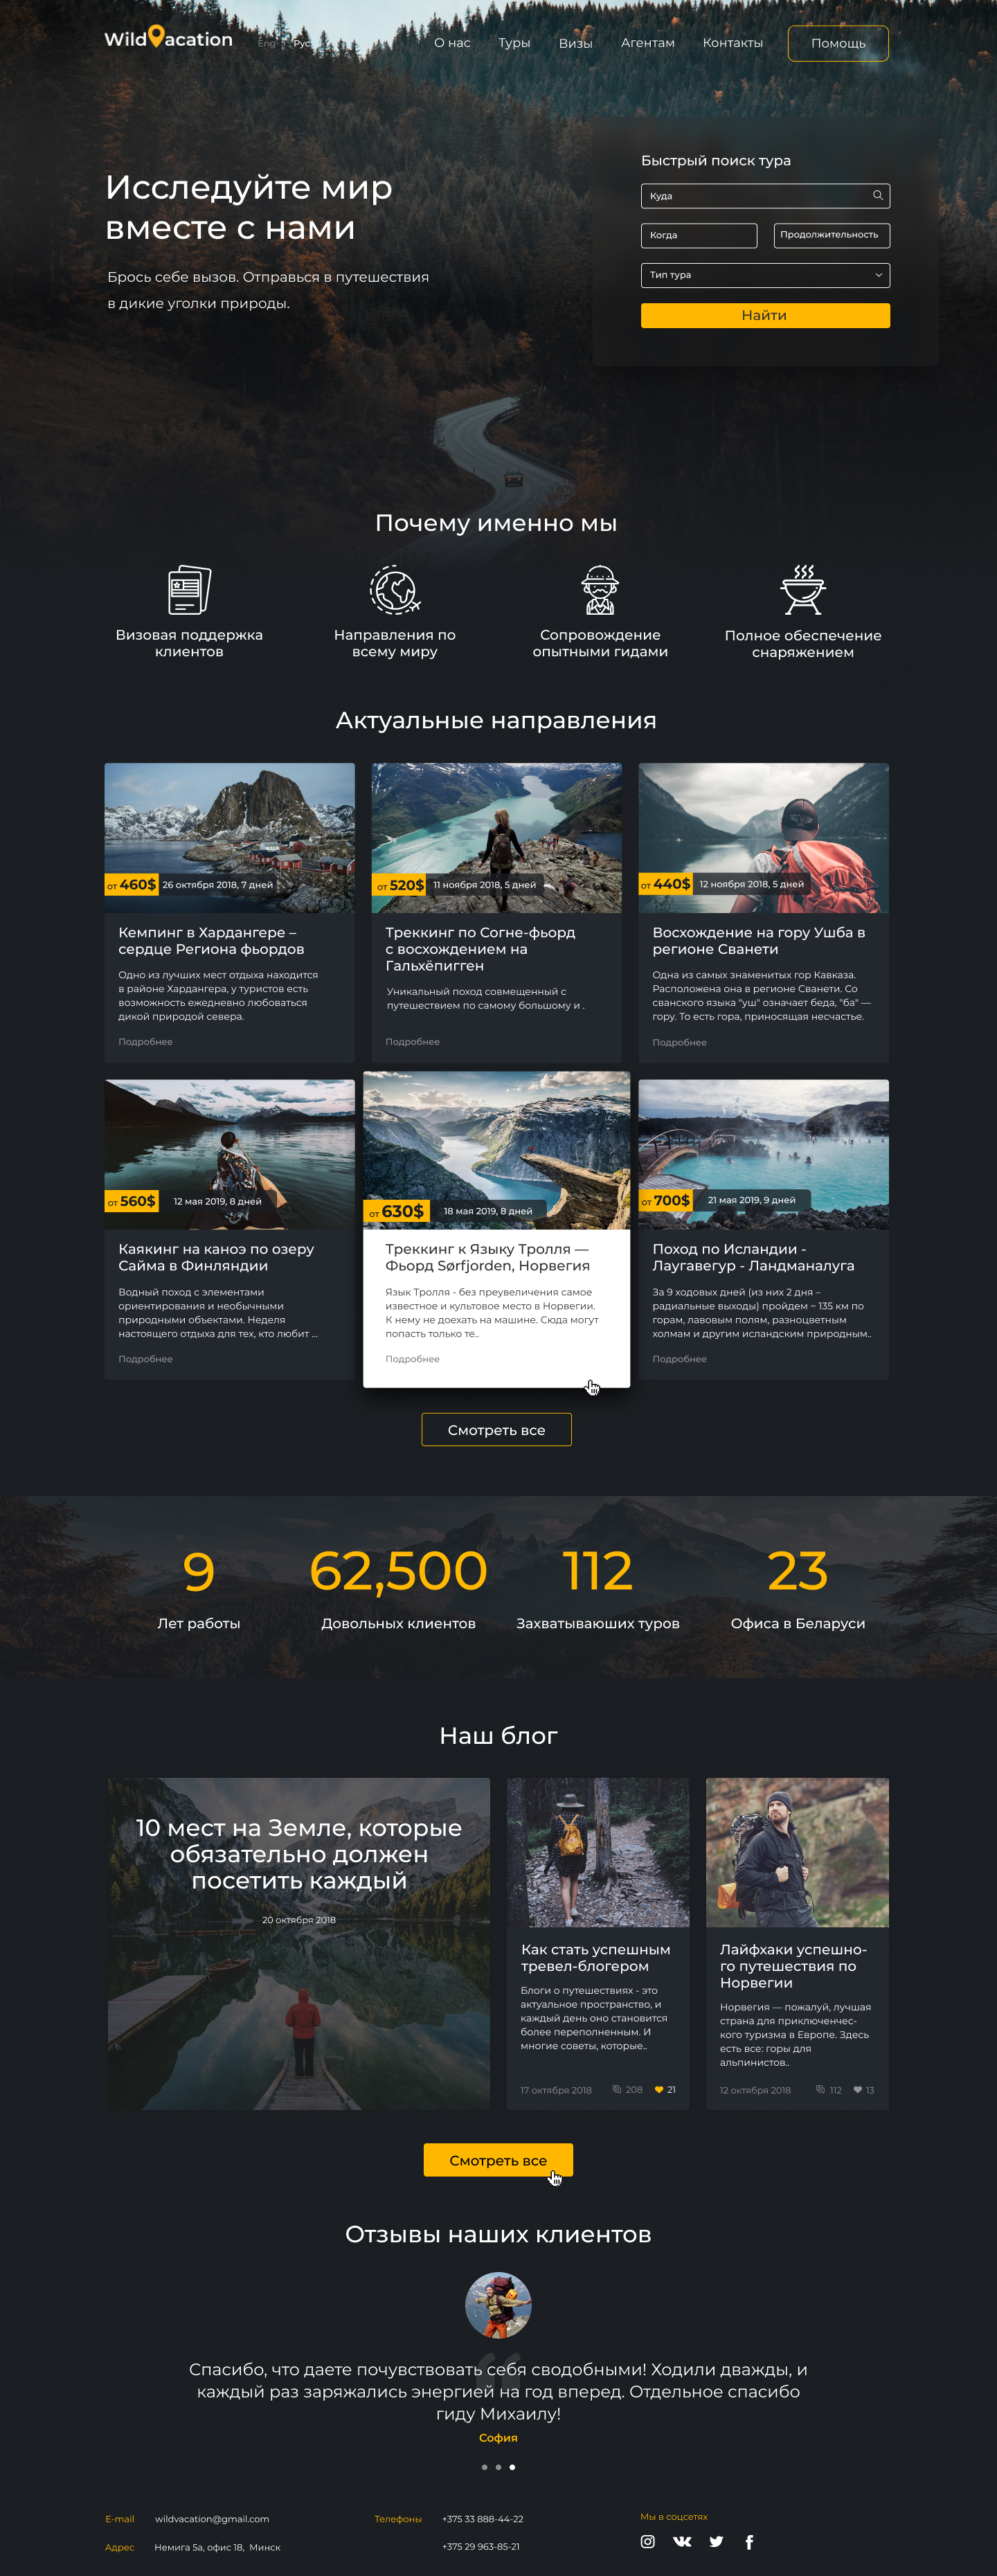 WildVacation
Eng
Рус
О нас
Туры
Визы
Агентам
Контакты
Помощь
Исследуйте мир
вместе с нами
Брось себе вызов. Отправься в путешествия
в дикие уголки природы.
Быстрый поиск тура
Куда
Когда
Продолжительность
Тип тура
Найти
Почему именно мы
Визовая поддержка
клиентов
Направления по
всему миру
Сопровождение
опытными гидами
Полное обеспечение
снаряжением
Актуальные направления
от 460$
26 октября 2018, 7 дней
Кемпинг в Хардангере –
сердце Региона фьордов
Одно из лучших мест отдыха находится
в районе Хардангера, у туристов есть
возможность ежедневно любоваться
дикой природой севера.
Подробнее
от 520$
11 ноября 2018, 5 дней
Треккинг по Согне-фьорд
с восхождением на
Гальхёпигген
Уникальный поход совмещенный с
путешествием по самому большому и .
Подробнее
от 440$
12 ноября 2018, 5 дней
Восхождение на гору Ушба в
регионе Сванети
Одна из самых знаменитых гор Кавказа.
Расположена она в регионе Сванети. Со
сванского языка "уш" означает беда, "ба" —
гору. То есть гора, приносящая несчастье.
Подробнее
от 560$
12 мая 2019, 8 дней
Каякинг на каноэ по озеру
Сайма в Финляндии
Водный поход с элементами
ориентирования и необычными
природными объектами. Неделя
настоящего отдыха для тех, кто любит ...
Подробнее
от 630$
18 мая 2019, 8 дней
Треккинг к Языку Тролля —
Фьорд Sørfjorden, Норвегия
Язык Тролля - без преувеличения самое
известное и культовое место в Норвегии.
К нему не доехать на машине. Сюда могут
попасть только те..
Подробнее
от 700$
21 мая 2019, 9 дней
Поход по Исландии -
Лаугавегур - Ландманалуга
За 9 ходовых дней (из них 2 дня –
радиальные выходы) пройдем ~ 135 км по
горам, лавовым полям, разноцветным
холмам и другим исландским природным..
Подробнее
Смотреть все
9
Лет работы
62,500
Довольных клиентов
112
Захватываюших туров
23
Офиса в Беларуси
Наш блог
10 мест на Земле, которые
обязательно должен
посетить каждый
20 октября 2018
Как стать успешным
тревел-блогером
Блоги о путешествиях - это
актуальное пространство, и
каждый день оно становится
более переполненным. И
многие советы, которые..
17 октября 2018
208
21
Лайфхаки успешно-
го путешествия по
Норвегии
Норвегия — пожалуй, лучшая
страна для приключенчес-
кого туризма в Европе. Здесь
есть все: горы для
альпинистов..
12 октября 2018
112
13
Смотреть все
Отзывы наших клиентов
Спасибо, что даете почувствовать себя сводобными! Ходили дважды, и
каждый раз заряжались энергией на год вперед. Отдельное спасибо
гиду Михаилу!
София
E-mail
wildvacation@gmail.com
Адрес
Немига 5а, офис 18, Минск
Телефоны
+375 33 888-44-22
+375 29 963-85-21
Мы в соцсетях